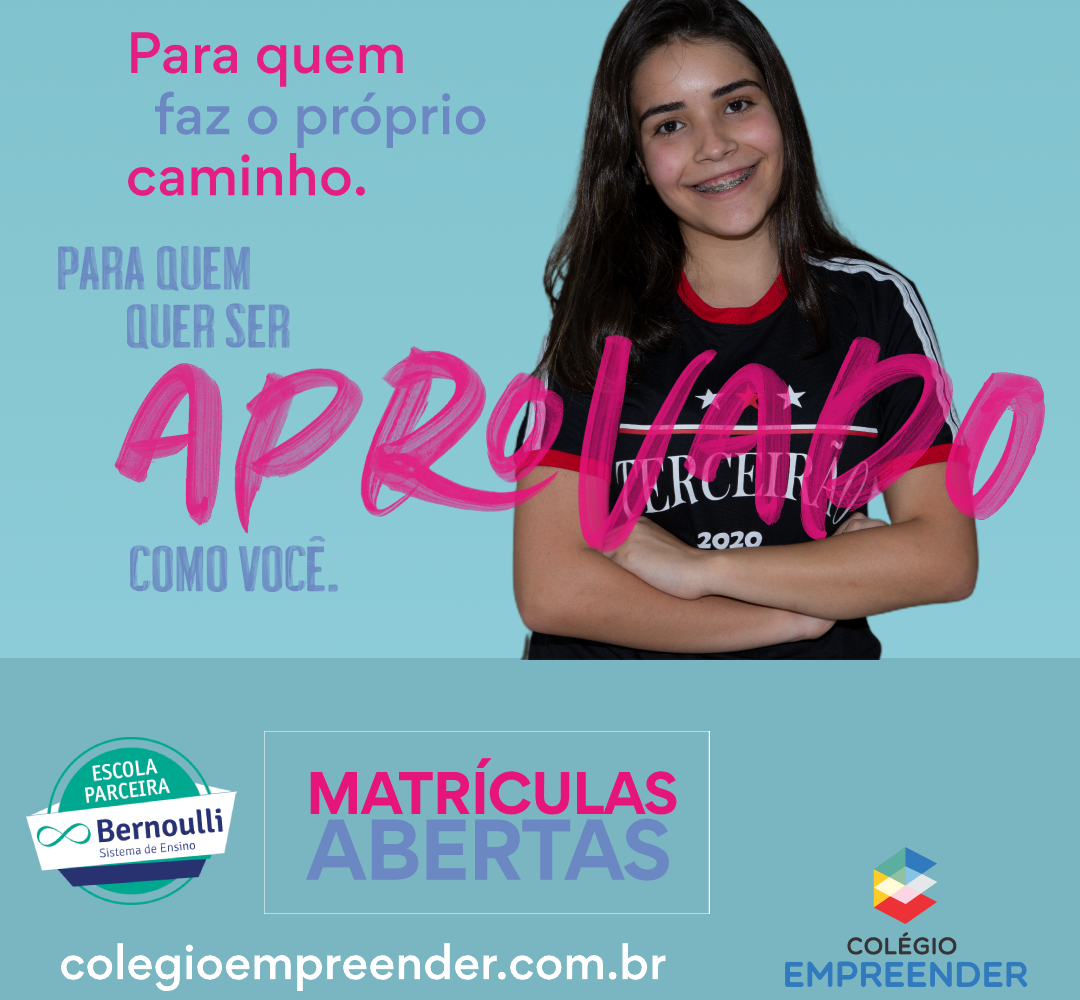 Para quem
faz o próprio
caminho.
PARA QUEM
QUER SER
APROVADO
TERCEIRÃO
2020
COMO VOCÊ.
ESCOLA
PARCEIRA
Bernoulli
Sistema de Ensino
MATRÍCULAS
ABERTAS
colegioempreender.com.br
COLÉGIO
EMPREENDER